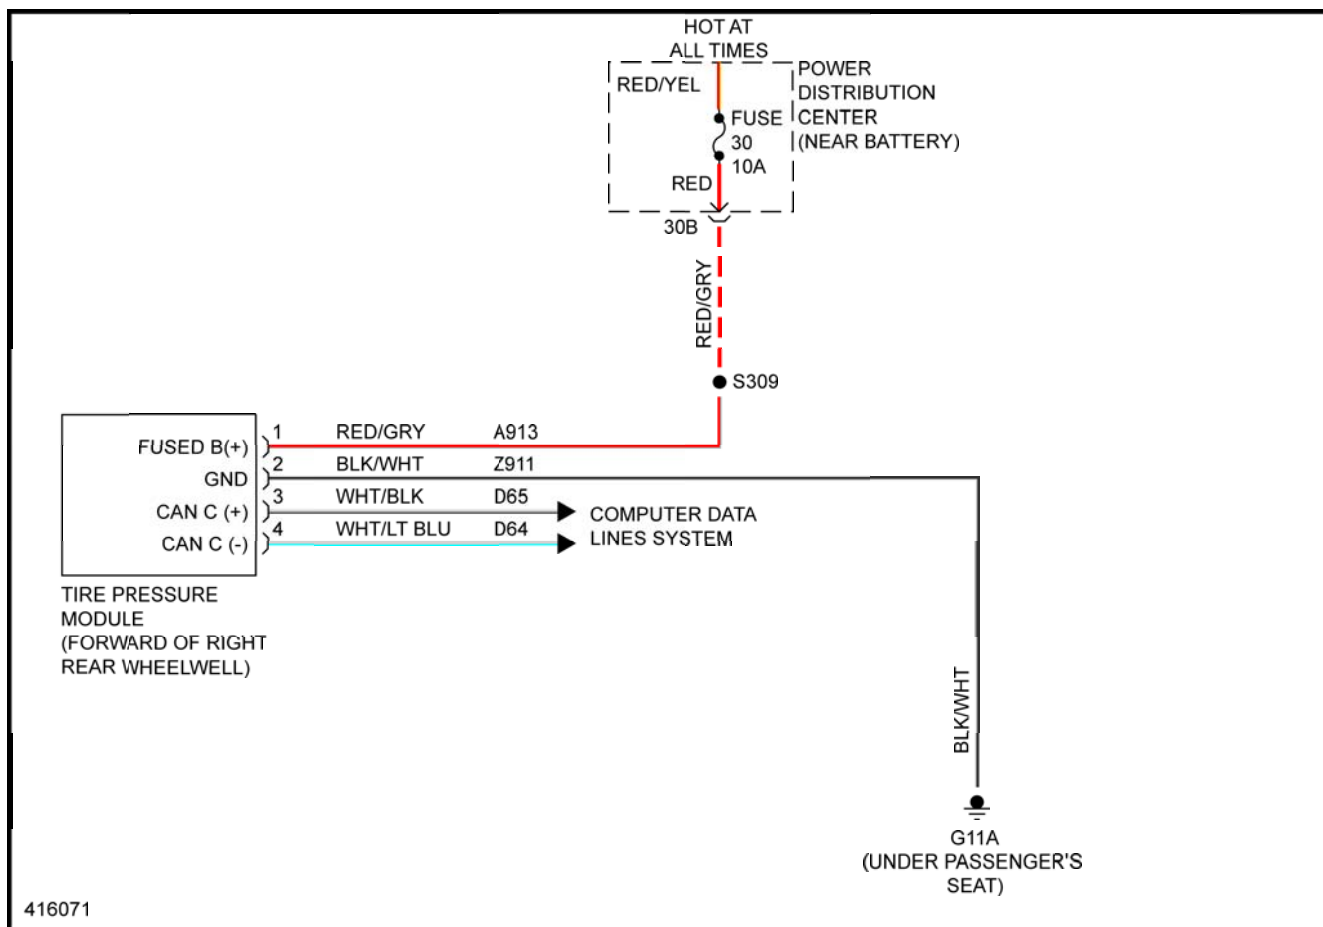 HOT AT
ALL TIMES
RED/YEL
POWER
DISTRIBUTION
CENTER
(NEAR BATTERY)
FUSE
30
10A
RED
30B
RED/GRY
S309
FUSED B(+)
1
RED/GRY
A913
GND
2
BLK/WHT
Z911
CAN C (+)
3
WHT/BLK
D65
CAN C (-)
4
WHT/LT BLU
D64
COMPUTER DATA
LINES SYSTEM
TIRE PRESSURE
MODULE
(FORWARD OF RIGHT
REAR WHEELWELL)
BLK/WHT
G11A
(UNDER PASSENGER'S
SEAT)
416071